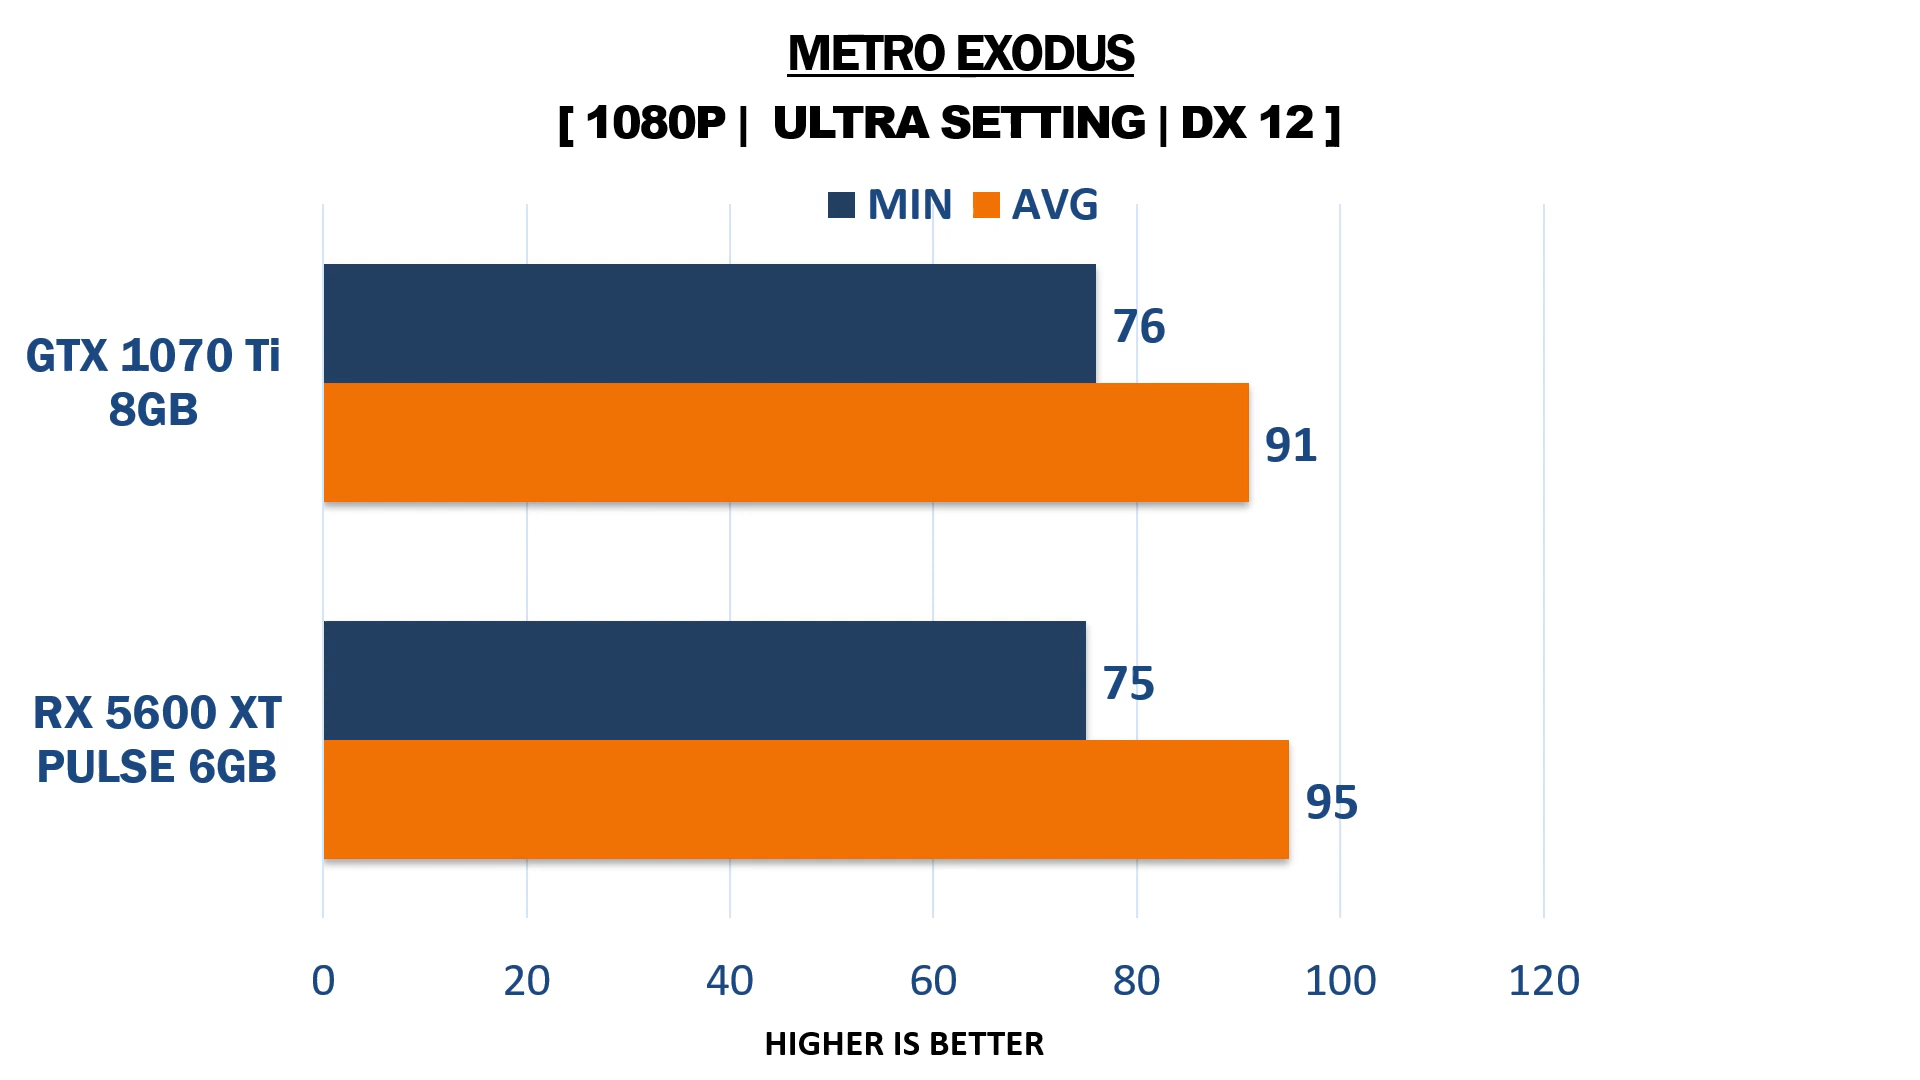 METRO EXODUS
[ 1080P | ULTRA SETTING | DX 12 ]
MIN AVG
GTX 1070 Ti
8GB
76
91
RX 5600 XT
PULSE 6GB
75
95
0 20 40 60 80 100 120
HIGHER IS BETTER